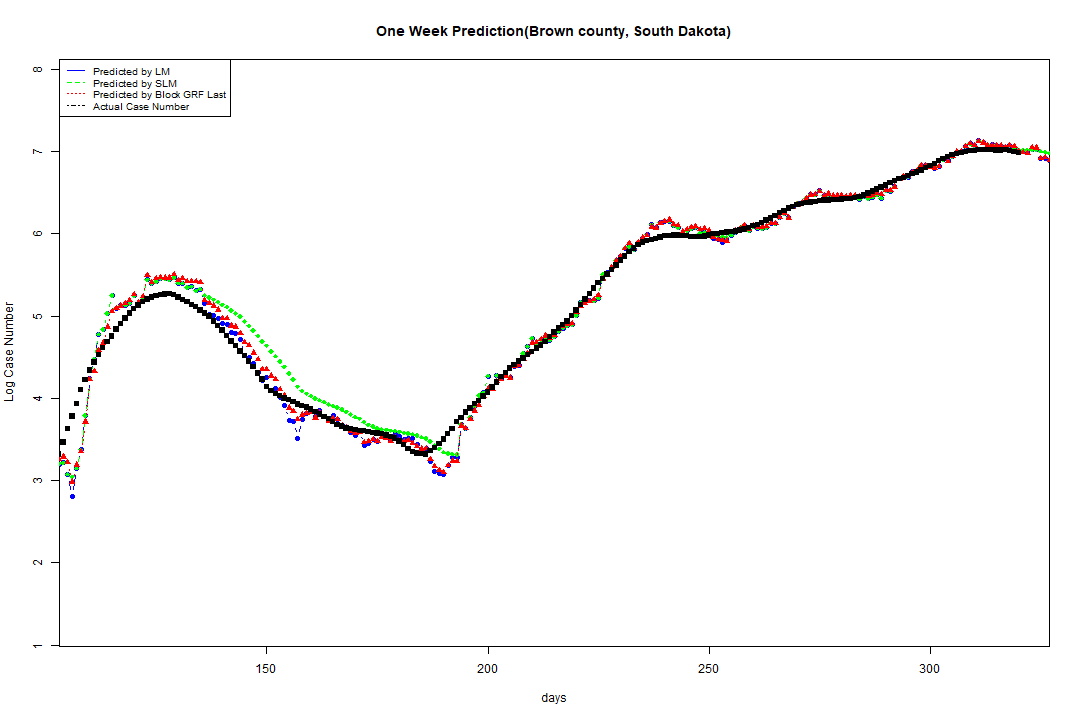 One Week Prediction(Brown county, South Dakota)
Predicted by LM
Predicted by SLM
Predicted by Block GRF Last
Actual Case Number
8
7
6
5
4
3
2
1
Log Case Number
150 200 250 300
days